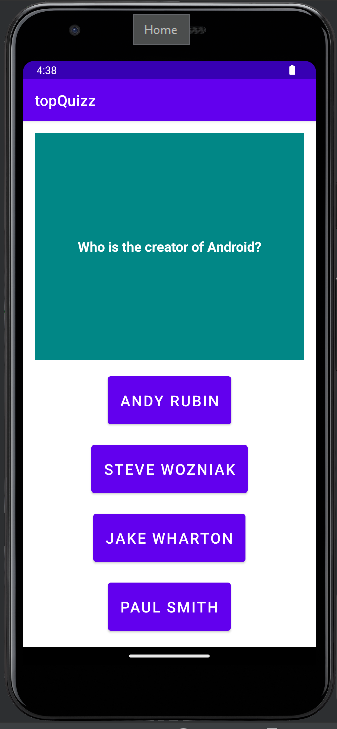 Home
4:38
topQuizz
Who is the creator of Android?
ANDY RUBIN
STEVE WOZNIAK
JAKE WHARTON
PAUL SMITH